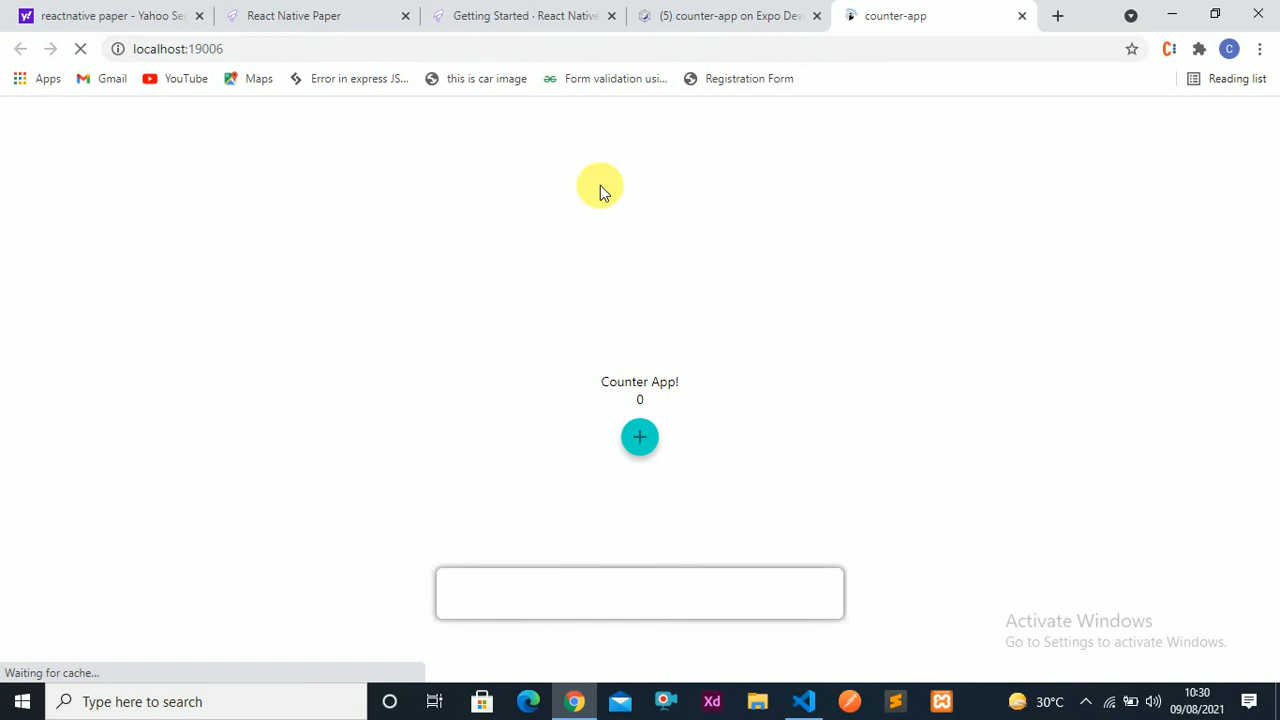 reactnative paper - Yahoo Se
React Native Paper
Getting Started · React Native
(5) counter-app on Expo Dev
counter-app
localhost:19006
C
Apps
Gmail
YouTube
Maps
Error in express JS...
this is car image
Form validation usi...
Registration Form
Reading list
Counter App!
0
Activate Windows
Go to Settings to activate Windows.
Waiting for cache...
Type here to search
Xd
30°C
10:30
09/08/2021